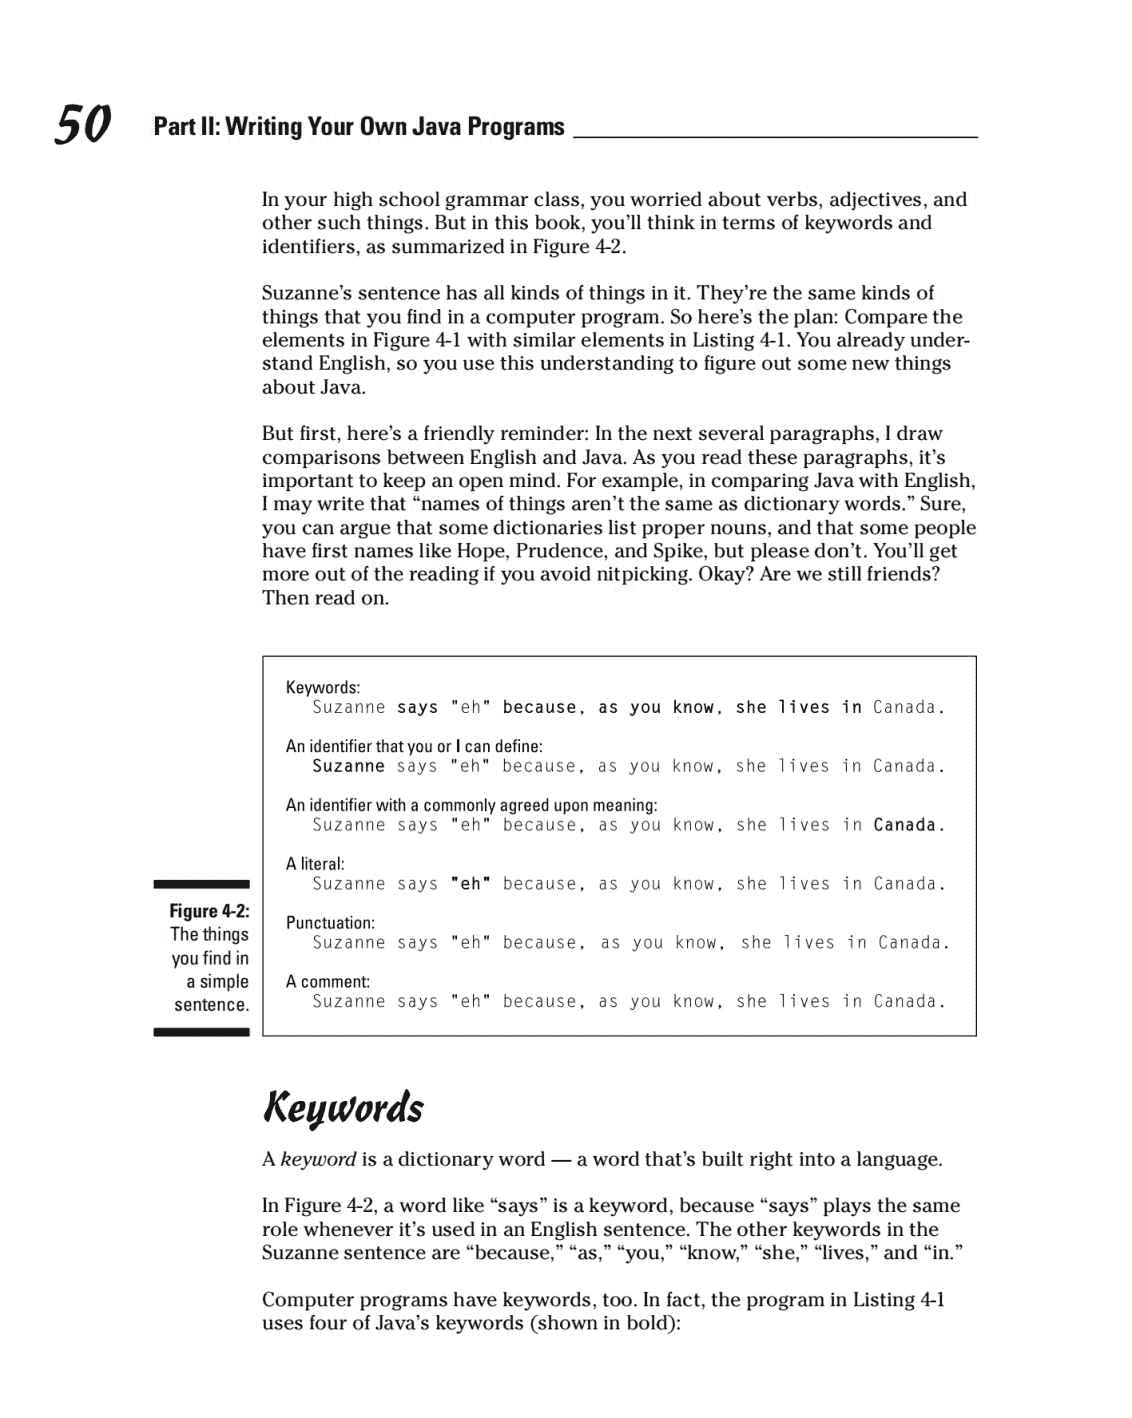 50 Part II: Writing Your Own Java Programs
In your high school grammar class, you worried about verbs, adjectives, and
other such things. But in this book, you’ll think in terms of keywords and
identifiers, as summarized in Figure 4-2.
Suzanne’s sentence has all kinds of things in it. They’re the same kinds of
things that you find in a computer program. So here’s the plan: Compare the
elements in Figure 4-1 with similar elements in Listing 4-1. You already under-
stand English, so you use this understanding to figure out some new things
about Java.
But first, here’s a friendly reminder: In the next several paragraphs, I draw
comparisons between English and Java. As you read these paragraphs, it’s
important to keep an open mind. For example, in comparing Java with English,
I may write that “names of things aren’t the same as dictionary words.” Sure,
you can argue that some dictionaries list proper nouns, and that some people
have first names like Hope, Prudence, and Spike, but please don’t. You’ll get
more out of the reading if you avoid nitpicking. Okay? Are we still friends?
Then read on.
Keywords:
Suzanne says "eh" because, as you know, she lives in Canada.
An identifier that you or I can define:
Suzanne says "eh" because, as you know, she lives in Canada.
An identifier with a commonly agreed upon meaning:
Suzanne says "eh" because, as you know, she lives in Canada.
A literal:
Suzanne says "eh" because, as you know, she lives in Canada.
Punctuation:
Suzanne says "eh" because, as you know, she lives in Canada.
A comment:
Suzanne says "eh" because, as you know, she lives in Canada.
Figure 4-2:
The things
you find in
a simple
sentence.
Keywords
A keyword is a dictionary word — a word that’s built right into a language.
In Figure 4-2, a word like “says” is a keyword, because “says” plays the same
role whenever it’s used in an English sentence. The other keywords in the
Suzanne sentence are “because,” “as,” “you,” “know,” “she,” “lives,” and “in.”
Computer programs have keywords, too. In fact, the program in Listing 4-1
uses four of Java’s keywords (shown in bold):